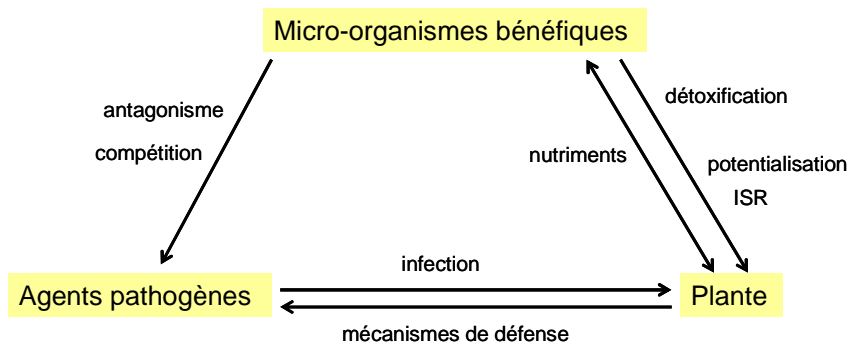 Micro-organismes bénéfiques
antagonisme
compétition
détoxification
nutriments
potentialisation
ISR
infection
Agents pathogènes
Plante
mécanismes de défense